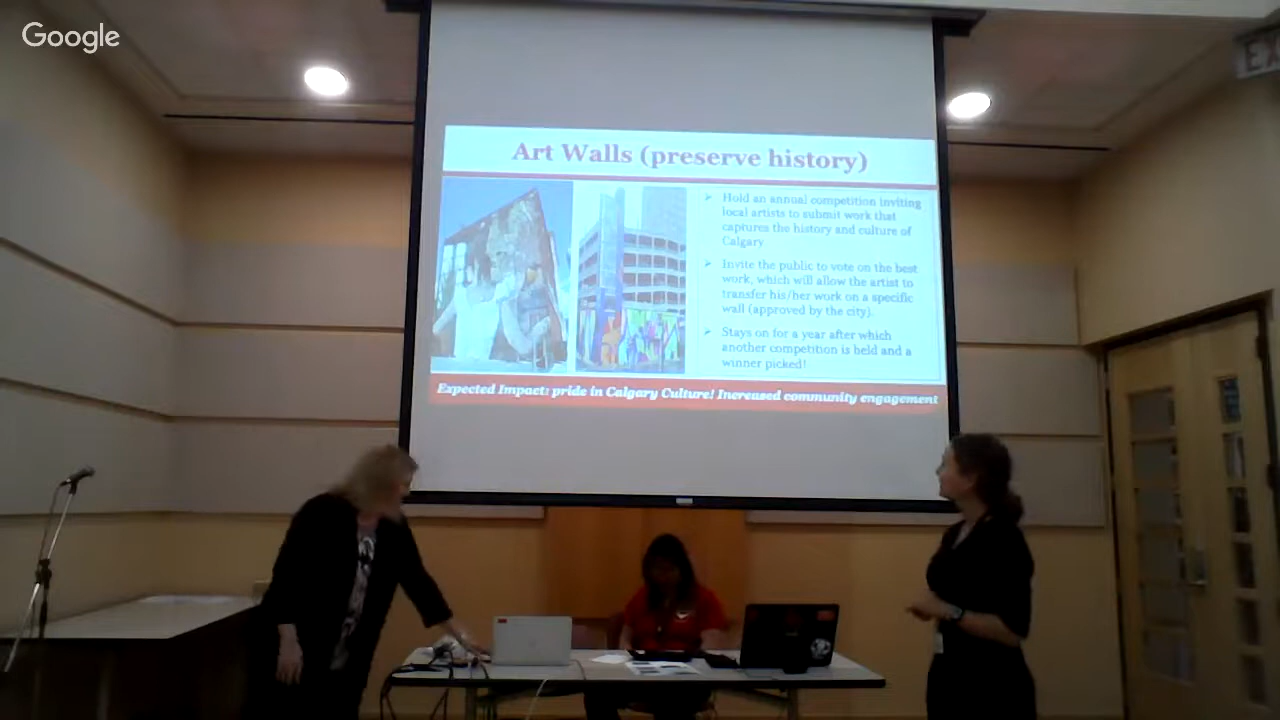 Google
EX
Art Walls (preserve history)
Hold an annual competition inviting
local artists to submit work that
captures the history and culture of
Calgary
Invite the public to vote on the best
work, which will allow the artist to
transfer his/her work on a specific
wall (approved by the city).
Stays on for a year after which
another competition is held and a
winner picked!
Expected Impact: pride in Calgary Culture! Increased community engagement